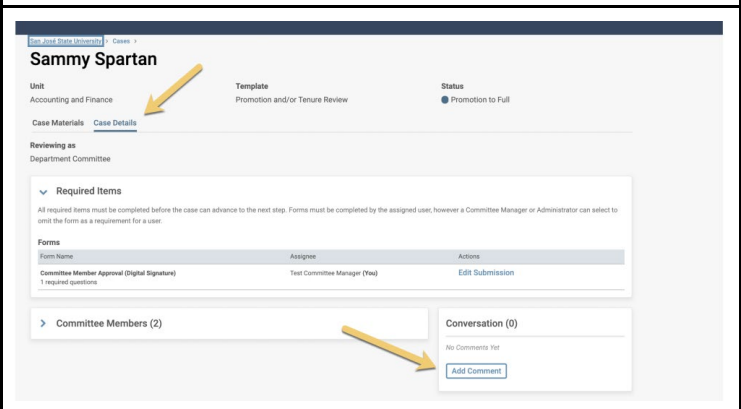 San José State University > Cases >
Sammy Spartan
Unit Template Status
Accounting and Finance Promotion and/or Tenure Review Promotion to Full
Case Materials Case Details
Reviewing as
Department Committee
Required Items
All required items must be completed before the case can advance to the next step. Forms must be completed by the assigned user, however a Committee Manager or Administrator can select to
omit the form as a requirement for a user.
Forms
Form Name Assignee Actions
Committee Member Approval (Digital Signature) Test Committee Manager (You) Edit Submission
1 required questions
Committee Members (2) Conversation (0)
No Comments Yet
Add Comment